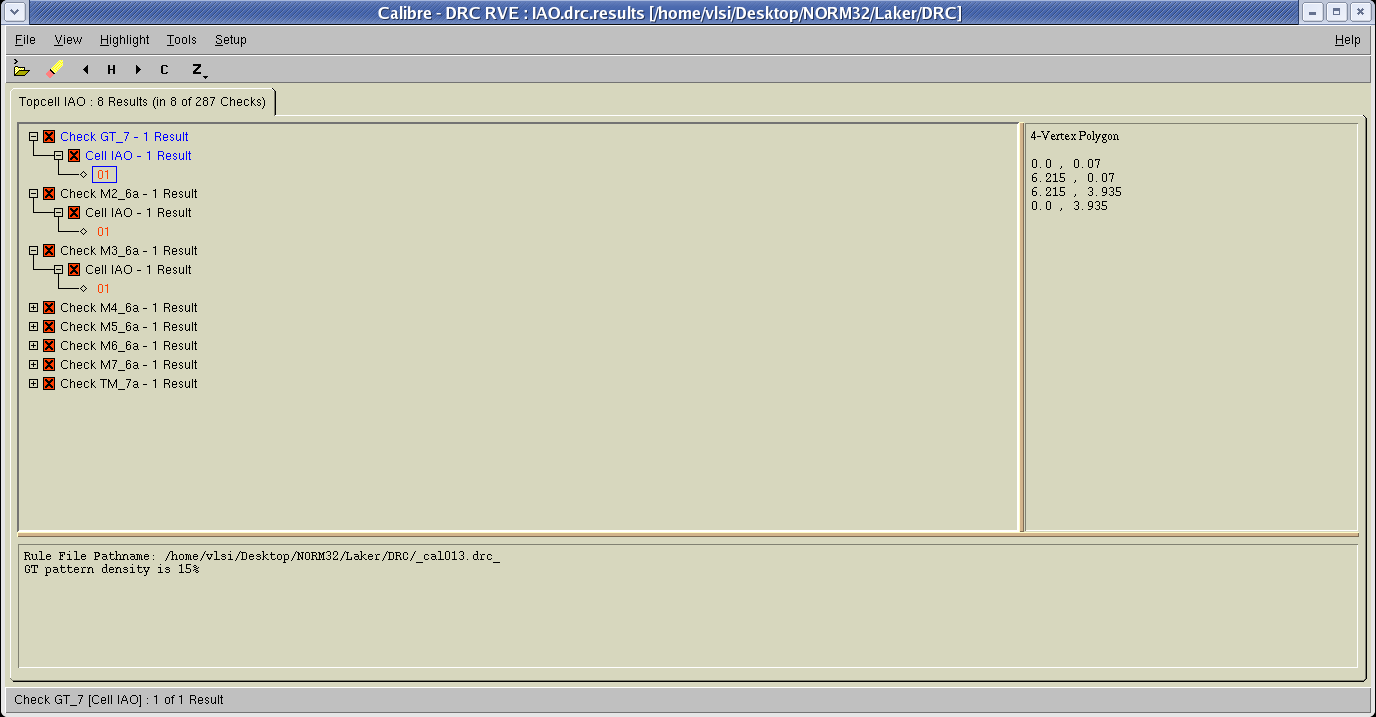 Calibre - DRC RVE : IAO.drc.results [/home/vlsi/Desktop/NORM32/Laker/DRC]
File View Highlight Tools Setup Help
H C Z
Topcell IAO : 8 Results (in 8 of 287 Checks)
Check GT_7 - 1 Result
Cell IAO - 1 Result
01
Check M2_6a - 1 Result
Cell IAO - 1 Result
01
Check M3_6a - 1 Result
Cell IAO - 1 Result
01
Check M4_6a - 1 Result
Check M5_6a - 1 Result
Check M6_6a - 1 Result
Check M7_6a - 1 Result
Check TM_7a - 1 Result
4-Vertex Polygon
0.0 , 0.07
6.215 , 0.07
6.215 , 3.935
0.0 , 3.935
Rule File Pathname: /home/vlsi/Desktop/NORM32/Laker/DRC/_cal013.drc_
GT pattern density is 15%
Check GT_7 [Cell IAO] : 1 of 1 Result